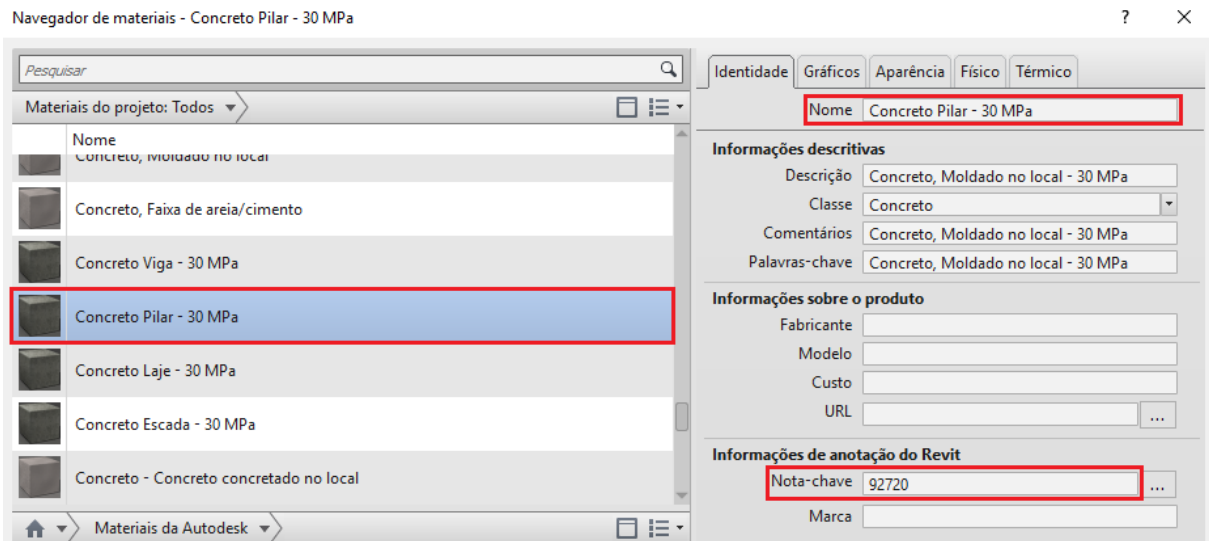 Navegador de materiais - Concreto Pilar - 30 MPa ? ×
Pesquisar
Materiais do projeto: Todos
Nome
Concreto, Moldado no local
Concreto, Faixa de areia/cimento
Concreto Viga - 30 MPa
Concreto Pilar - 30 MPa
Concreto Laje - 30 MPa
Concreto Escada - 30 MPa
Concreto - Concreto concretado no local
Materiais da Autodesk
Identidade Gráficos Aparência Físico Térmico
Nome Concreto Pilar - 30 MPa
Informações descritivas
Descrição Concreto, Moldado no local - 30 MPa
Classe Concreto
Comentários Concreto, Moldado no local - 30 MPa
Palavras-chave Concreto, Moldado no local - 30 MPa
Informações sobre o produto
Fabricante
Modelo
Custo
URL ...
Informações de anotação do Revit
Nota-chave 92720 ...
Marca